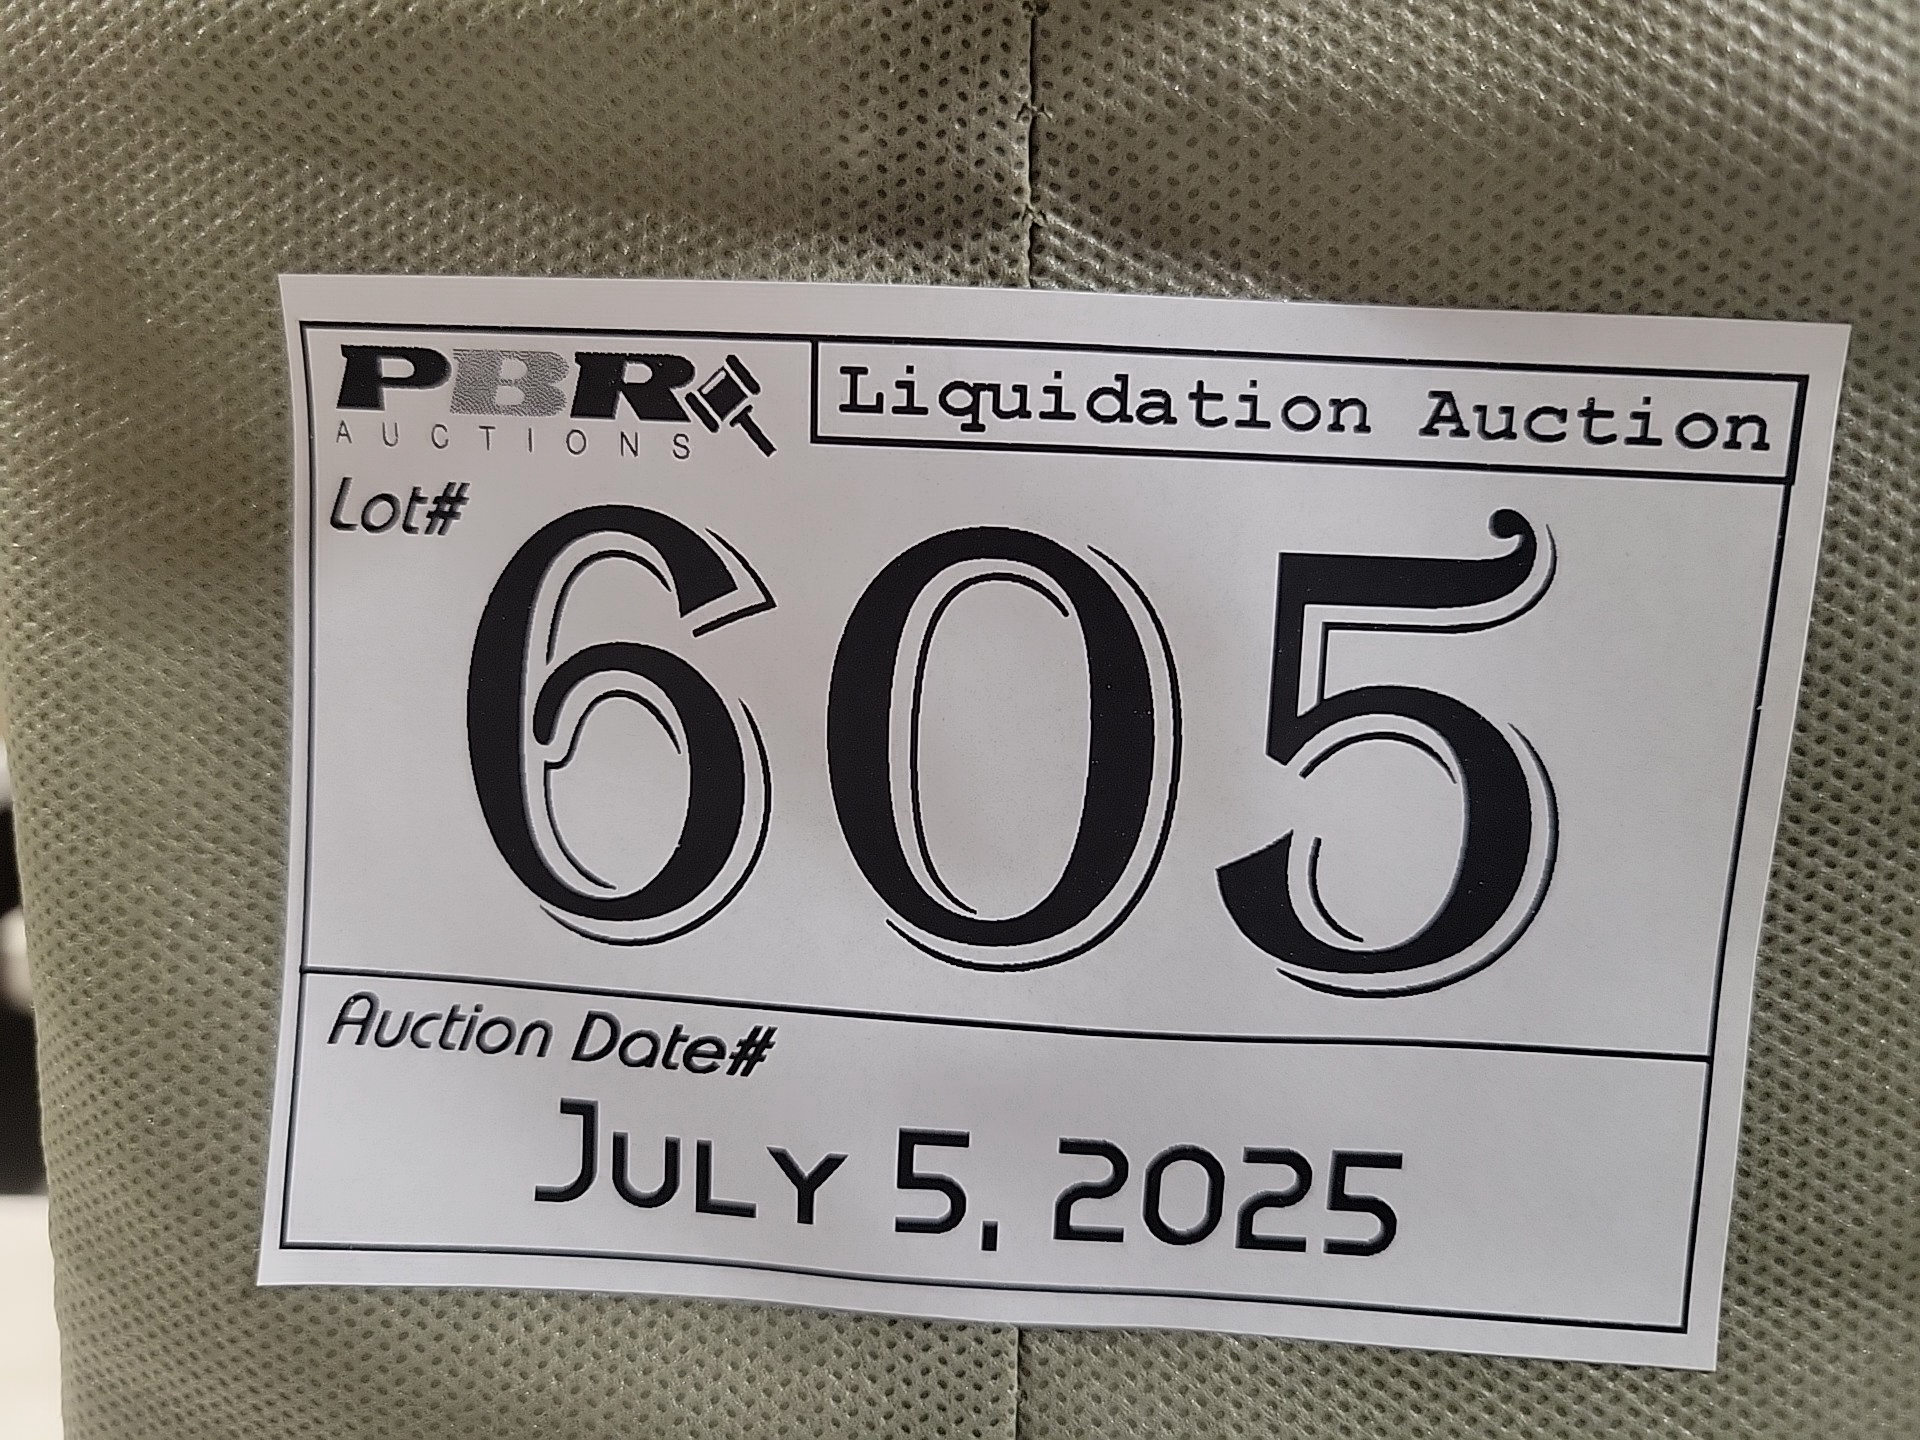 PBR
AUCTIONS
Liquidation Auction
Lot#
605
Auction Date#
JULY 5, 2025